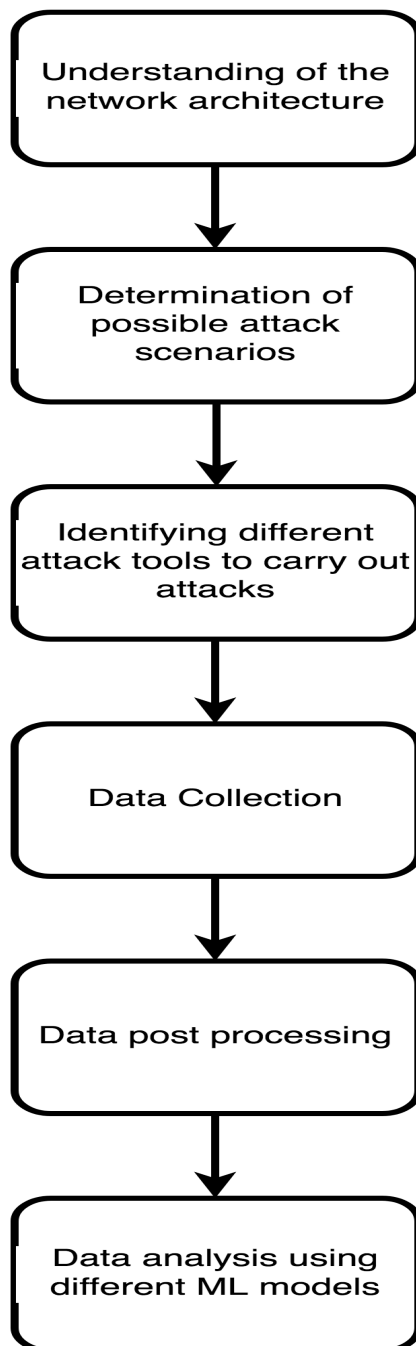 Understanding of the
network architecture
Determination of
possible attack
scenarios
Identifying different
attack tools to carry out
attacks
Data Collection
Data post processing
Data analysis using
different ML models